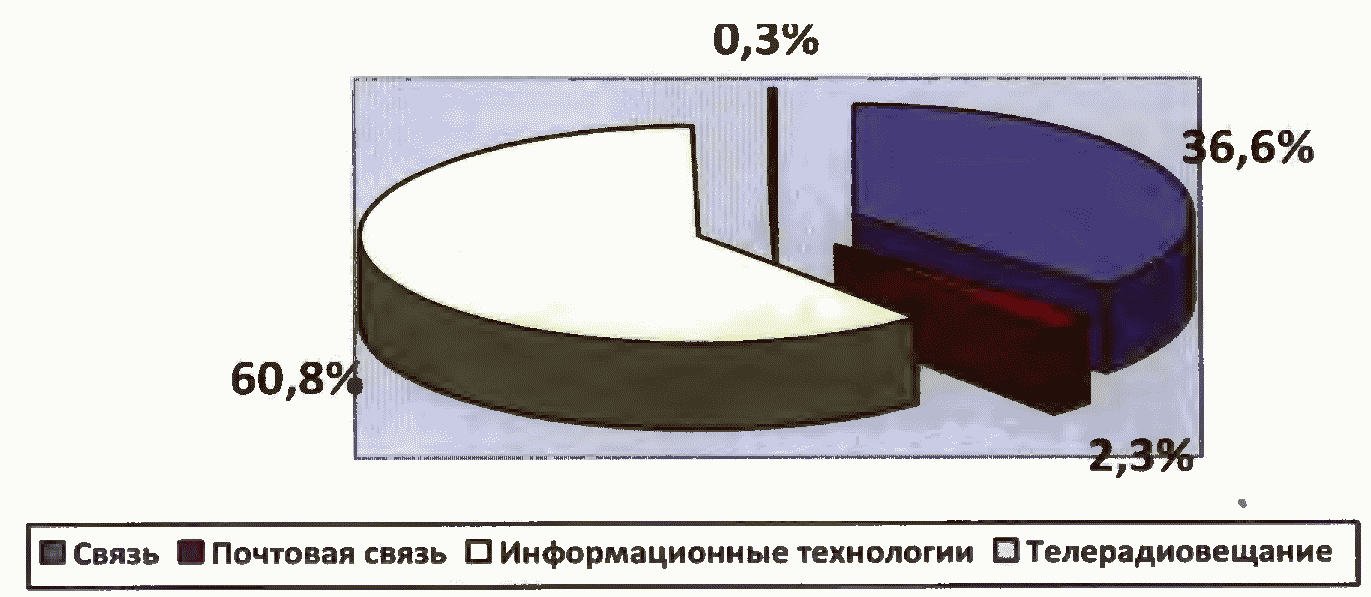 0,3%
36,6%
60,8%
2,3%
Связь Почтовая связь Информационные технологии Телерадиовещание